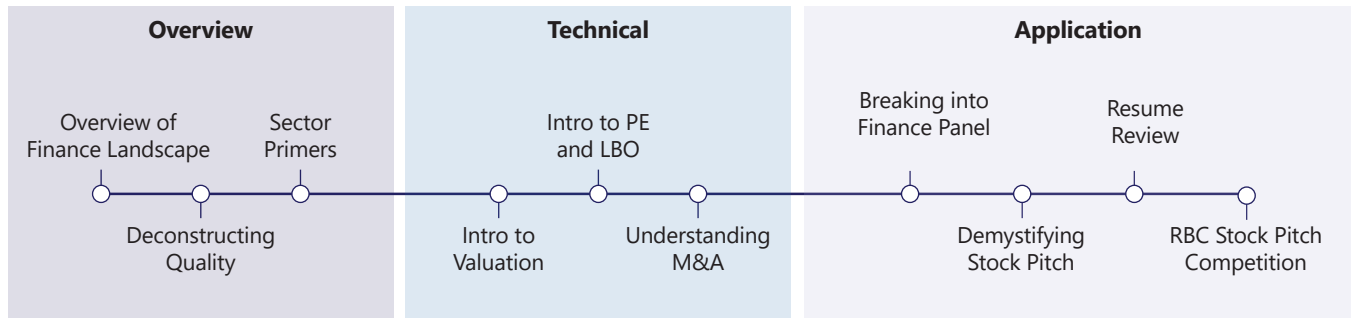 Overview
Overview of
Finance Landscape
Deconstructing
Quality
Sector
Primers
Technical
Intro to
Valuation
Intro to PE
and LBO
Understanding
M&A
Application
Breaking into
Finance Panel
Demystifying
Stock Pitch
Resume
Review
RBC Stock Pitch
Competition